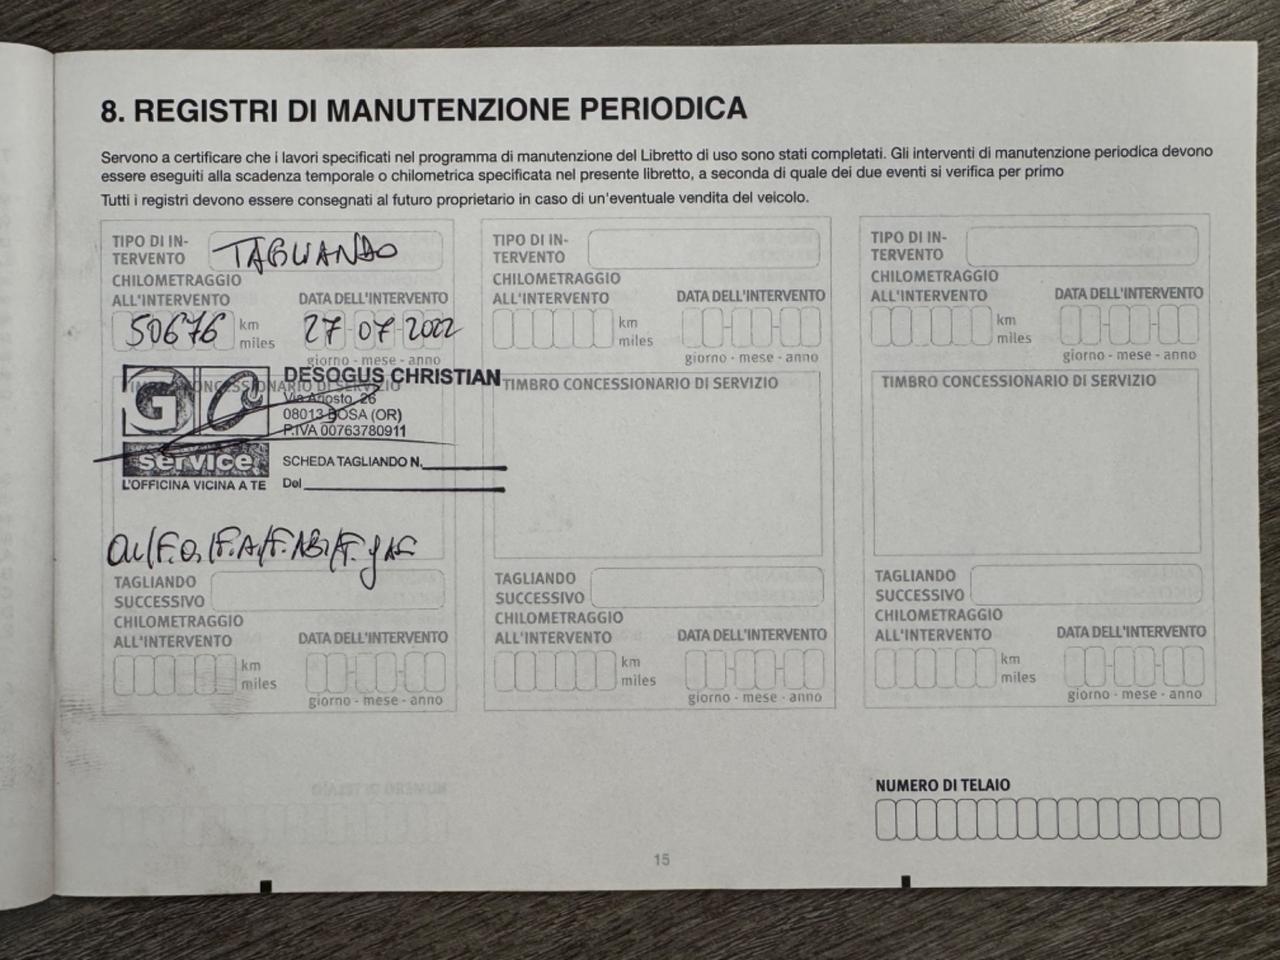 8. REGISTRI DI MANUTENZIONE PERIODICA
Servono a certificare che i lavori specificati nel programma di manutenzione del Libretto di uso sono stati completati. Gli interventi di manutenzione periodica devono
essere eseguiti alla scadenza temporale o chilometrica specificata nel presente libretto, a seconda di quale dei due eventi si verifica per primo
Tutti i registri devono essere consegnati al futuro proprietario in caso di un'eventuale vendita del veicolo.
TIPO DI IN-
TERVENTO
TAGLIANDO
CHILOMETRAGGIO
ALL'INTERVENTO
DATA DELL'INTERVENTO
50676
km
miles
27 - 07 - 2022
giorno - mese - anno
TIMBRO CONCESSIONARIO DI SERVIZIO
GC
service
L'OFFICINA VICINA A TE
DESOGUS CHRISTIAN
Via Agosto, 26
08013 BOSA (OR)
P.IVA 00763780911
SCHEDA TAGLIANDO N.
Del
F.O/F.A/F.
TAGLIANDO
SUCCESSIVO
CHILOMETRAGGIO
ALL'INTERVENTO
DATA DELL'INTERVENTO
km
miles
giorno - mese - anno
TIPO DI IN-
TERVENTO
CHILOMETRAGGIO
ALL'INTERVENTO
DATA DELL'INTERVENTO
km
miles
giorno - mese - anno
TIMBRO CONCESSIONARIO DI SERVIZIO
TAGLIANDO
SUCCESSIVO
CHILOMETRAGGIO
ALL'INTERVENTO
DATA DELL'INTERVENTO
km
miles
giorno - mese - anno
TIPO DI IN-
TERVENTO
CHILOMETRAGGIO
ALL'INTERVENTO
DATA DELL'INTERVENTO
km
miles
giorno - mese - anno
TIMBRO CONCESSIONARIO DI SERVIZIO
TAGLIANDO
SUCCESSIVO
CHILOMETRAGGIO
ALL'INTERVENTO
DATA DELL'INTERVENTO
km
miles
giorno - mese - anno
NUMERO DI TELAIO
15